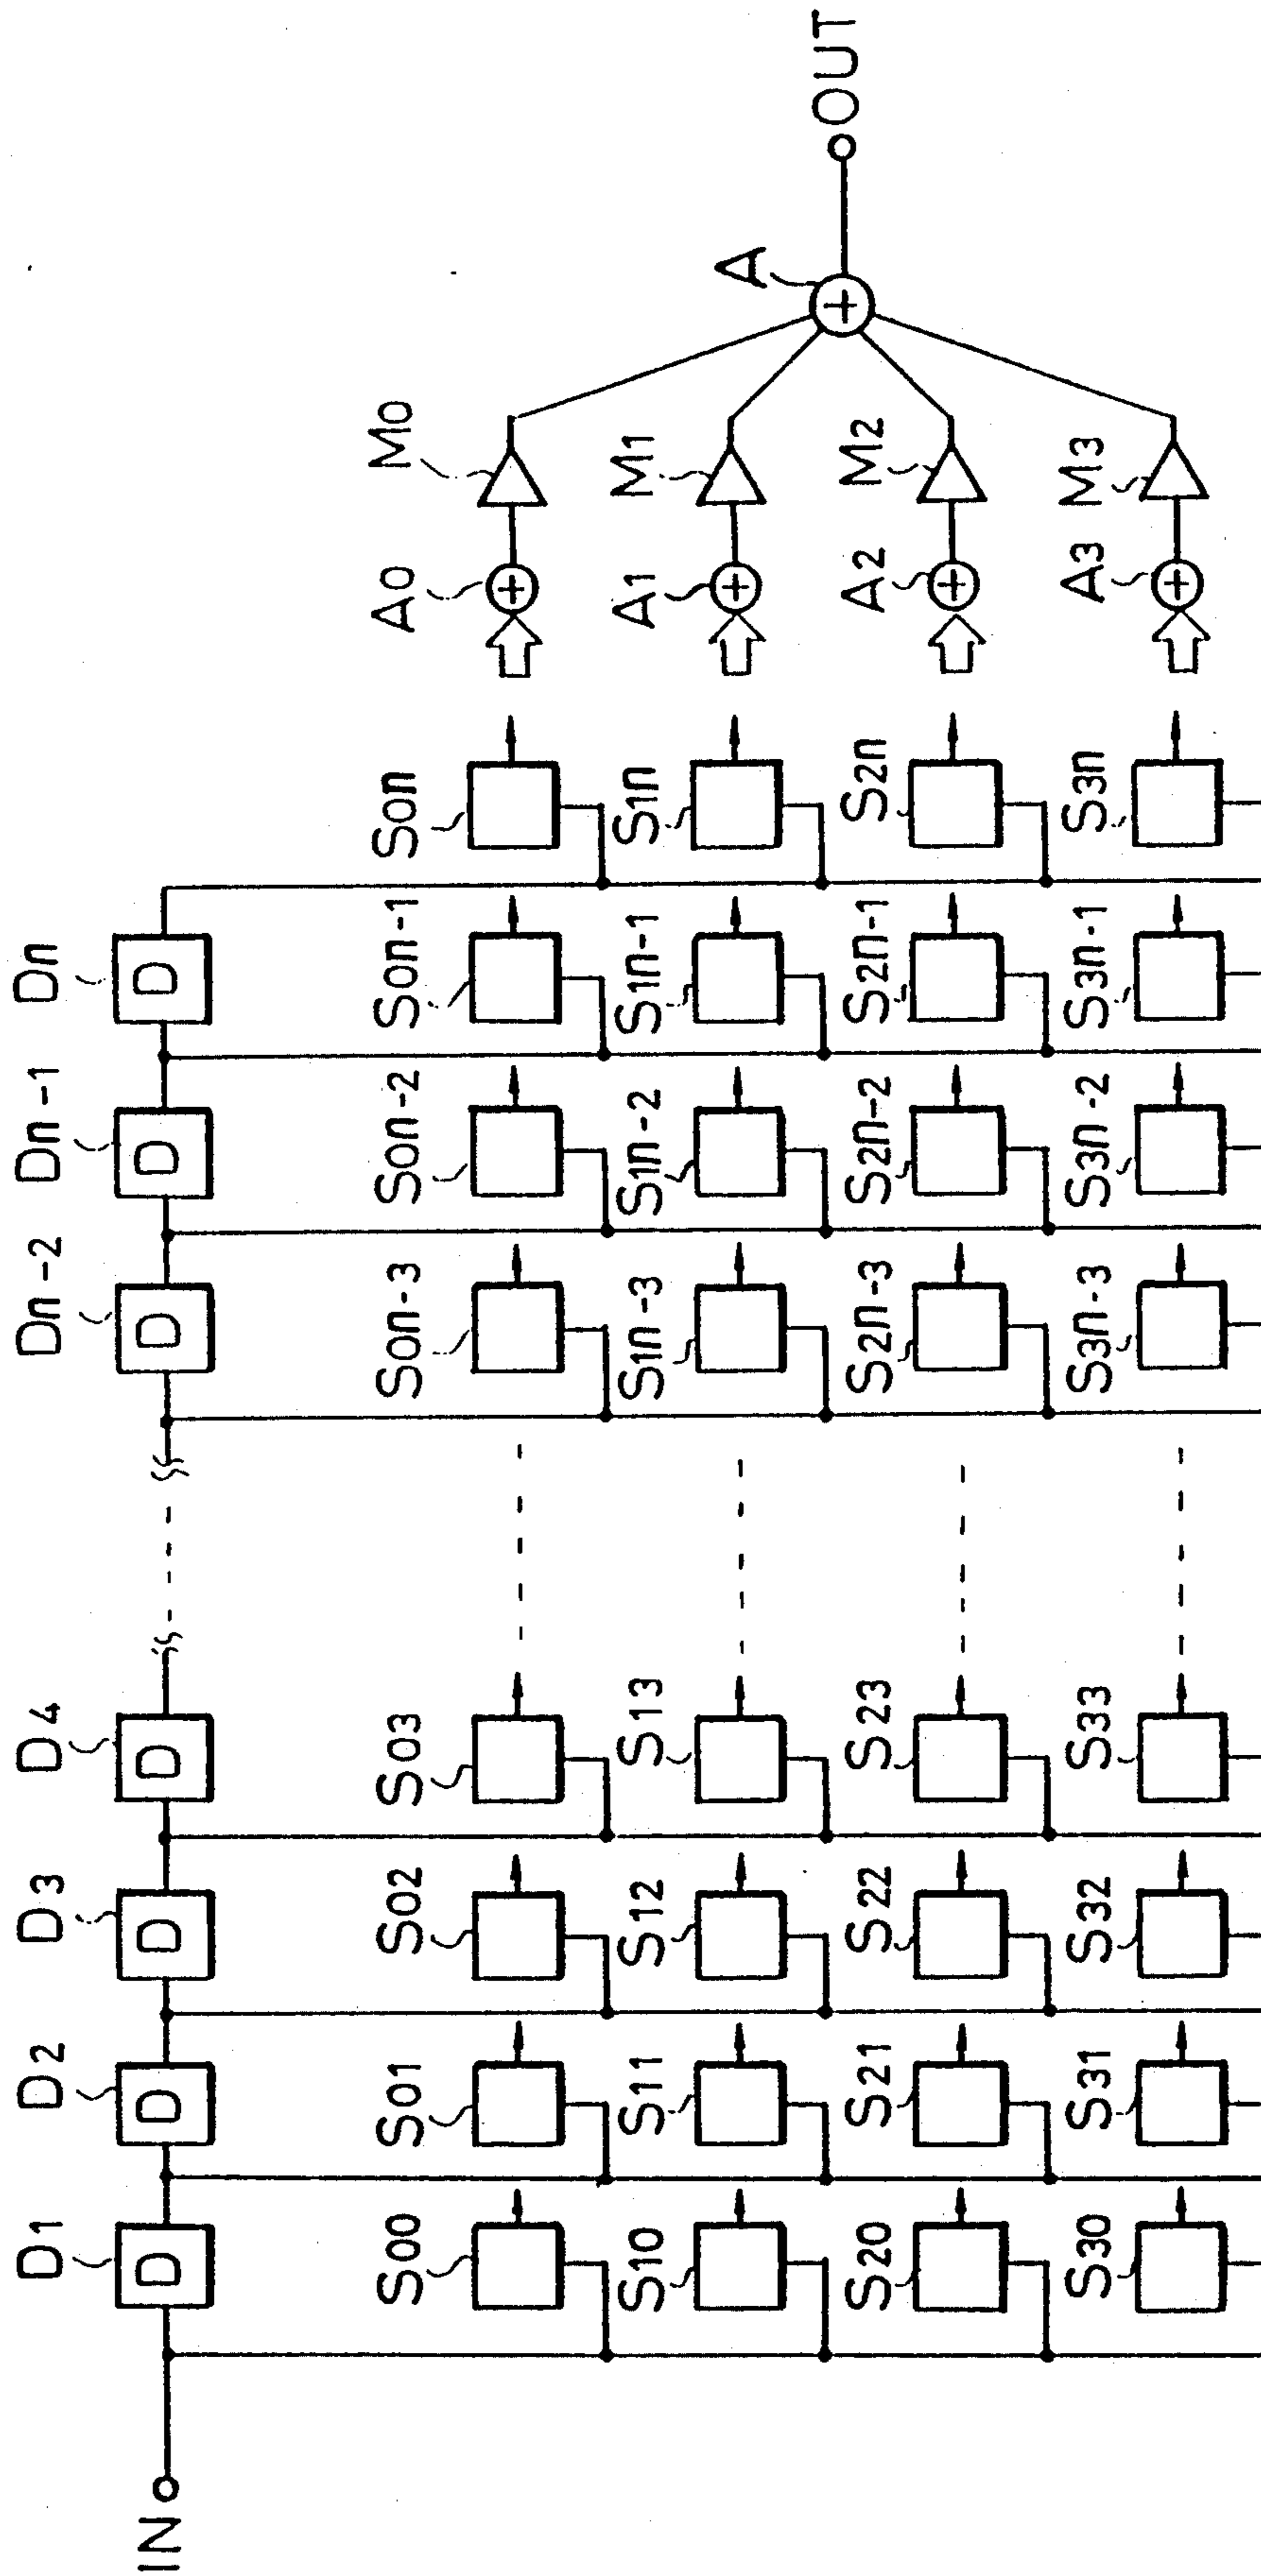 IN
D1 D2 D3 D4 Dn-2 Dn-1 Dn
D D D D D D D
S00 S01 S02 S03 S0n-3 S0n-2 S0n-1 S0n A0 M0
S10 S11 S12 S13 S1n-3 S1n-2 S1n-1 S1n A1 M1
S20 S21 S22 S23 S2n-3 S2n-2 S2n-1 S2n A2 M2
S30 S31 S32 S33 S3n-3 S3n-2 S3n-1 S3n A3 M3
+ + + +
A
+
OUT